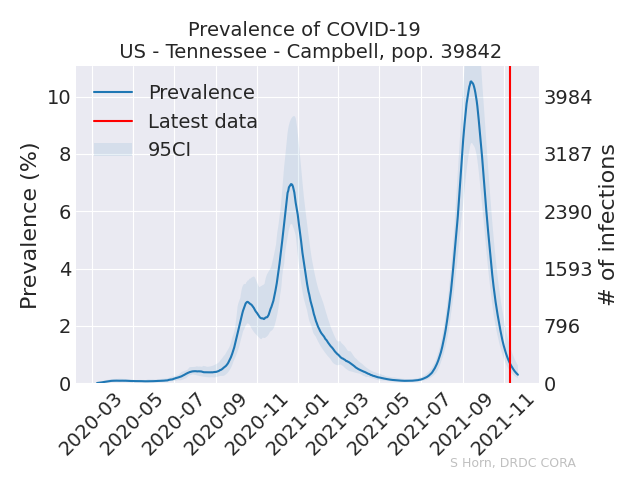 Prevalence of COVID-19
US - Tennessee - Campbell, pop. 39842
Prevalence
Latest data
95CI
Prevalence (%)
10
8
6
4
2
0
3984
3187
2390
1593
796
0
# of infections
2020-03
2020-05
2020-07
2020-09
2020-11
2021-01
2021-03
2021-05
2021-07
2021-09
2021-11
S Horn, DRDC CORA